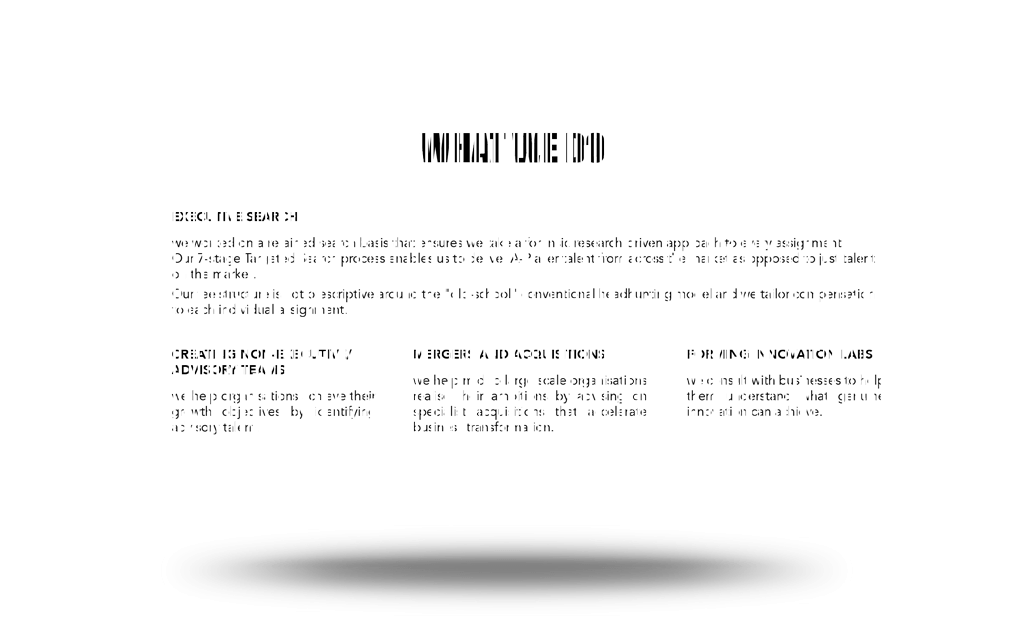 WHAT WE DO
EXECUTIVE SEARCH
We worked on a retained search basis that ensures we take a forensic research driven approach to every assignment.
Our 7-stage Targeted Search process enables us to deliver A-Player talent from across the market as opposed to just talent
on the market.
Our fee structure is not prescriptive around the "old-school" conventional headhunting model and we tailor compensation
to each individual assignment.
CREATING NON-EXECUTIVE /
ADVISORY TEAMS
We help organisations achieve their
growth objectives by identifying
advisory talent
MERGERS AND ACQUISITIONS
We help mid to large scale organisations
realise their ambitions by advising on
specialist acquisitions that accelerate
business transformation.
FORMING INNOVATION LABS
We consult with businesses to help
them understand what genuine
innovation can achieve.